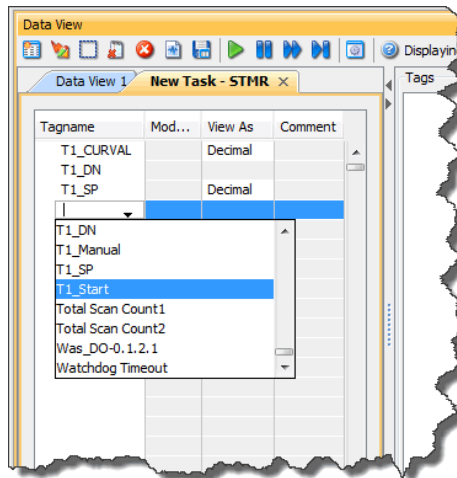 Data View
Displaying
Data View 1 New Task - STMR
Tags
Tagname Mod... View As Comment
T1_CURVAL Decimal
T1_DN
T1_SP Decimal
T1_DN
T1_Manual
T1_SP
T1_Start
Total Scan Count1
Total Scan Count2
Was_DO-0.1.2.1
Watchdog Timeout